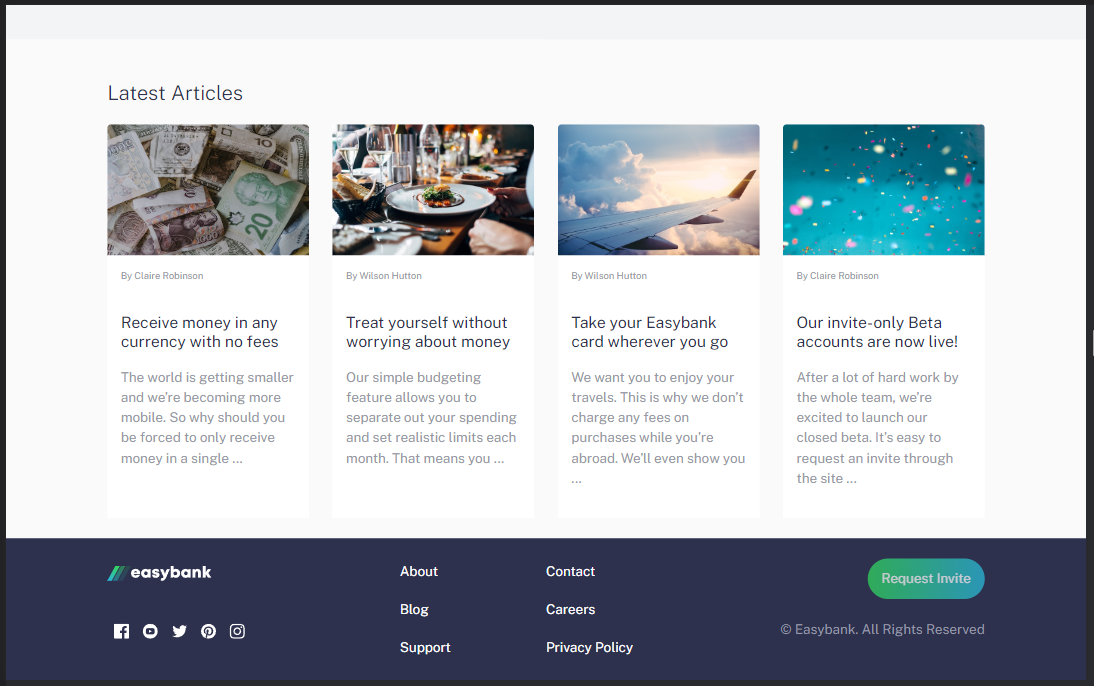 Latest Articles
10
20
1000
By Claire Robinson
Receive money in any
currency with no fees
The world is getting smaller
and we’re becoming more
mobile. So why should you
be forced to only receive
money in a single ...
By Wilson Hutton
Treat yourself without
worrying about money
Our simple budgeting
feature allows you to
separate out your spending
and set realistic limits each
month. That means you ...
By Wilson Hutton
Take your Easybank
card wherever you go
We want you to enjoy your
travels. This is why we don’t
charge any fees on
purchases while you’re
abroad. We’ll even show you
...
By Claire Robinson
Our invite-only Beta
accounts are now live!
After a lot of hard work by
the whole team, we’re
excited to launch our
closed beta. It’s easy to
request an invite through
the site ...
easybank
About
Blog
Support
Contact
Careers
Privacy Policy
Request Invite
© Easybank. All Rights Reserved